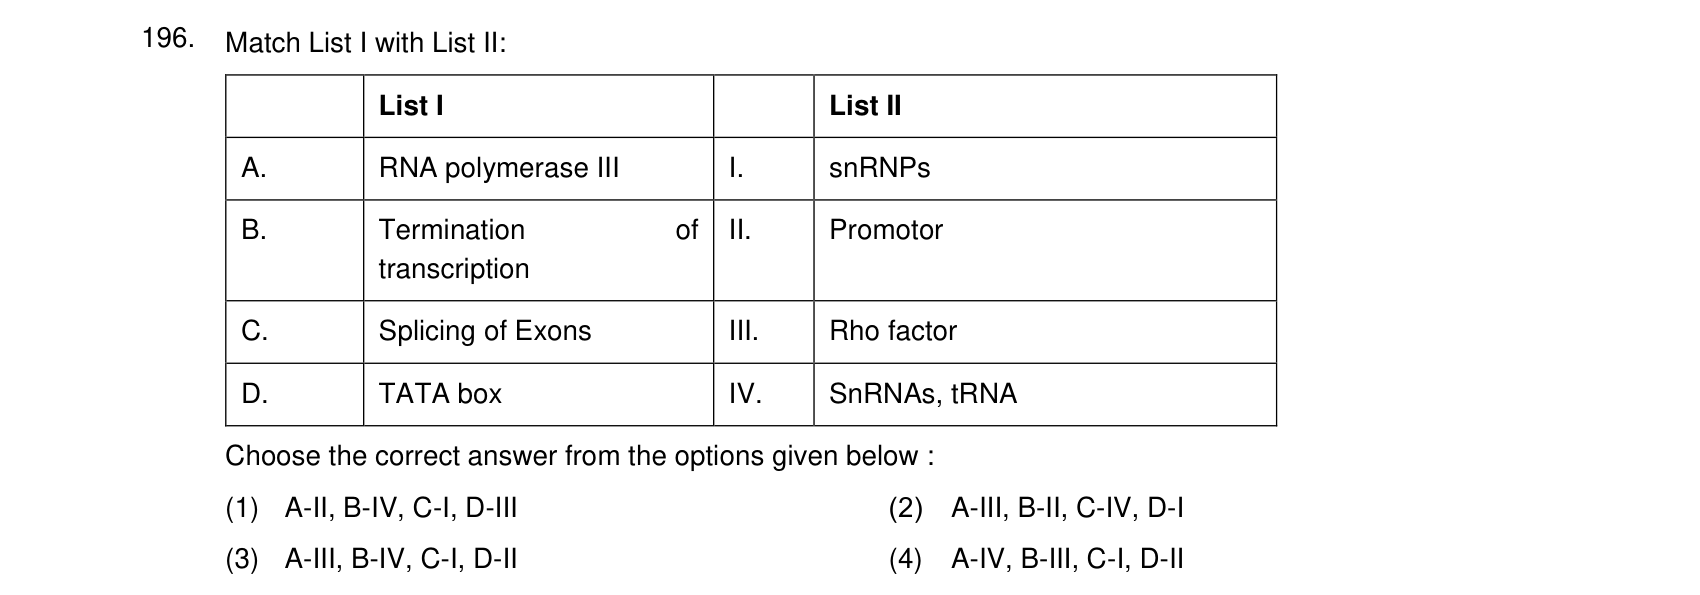 196. Match List I with List II:
List I List II
A. RNA polymerase III I. snRNPs
B. Termination of II. Promotor
transcription
C. Splicing of Exons III. Rho factor
D. TATA box IV. SnRNAs, tRNA
Choose the correct answer from the options given below :
(1) A-II, B-IV, C-I, D-III (2) A-III, B-II, C-IV, D-I
(3) A-III, B-IV, C-I, D-II (4) A-IV, B-III, C-I, D-II